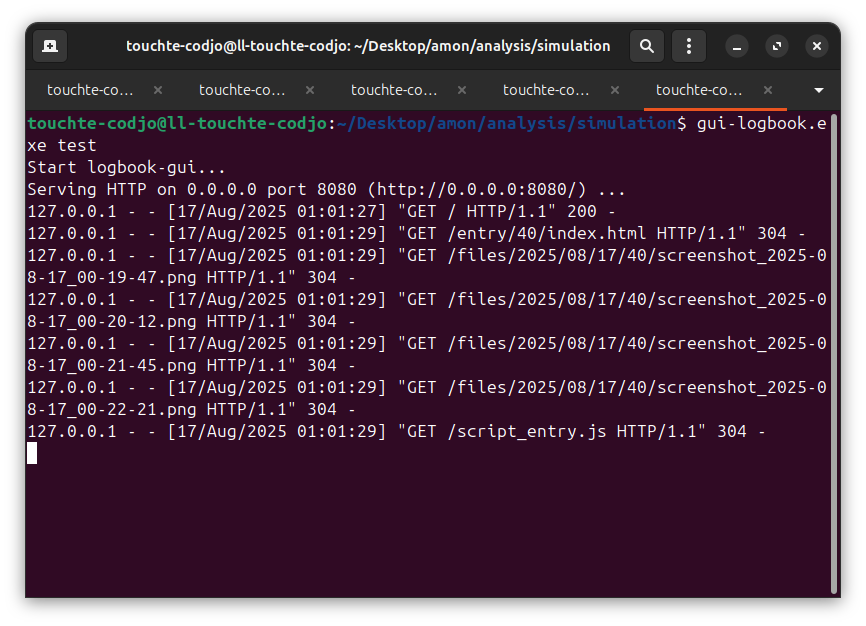 touchte-codjo@ll-touchte-codjo: ~/Desktop/amon/analysis/simulation
touchte-co… × touchte-co… × touchte-co… × touchte-co… × touchte-co… ×
touchte-codjo@ll-touchte-codjo:~/Desktop/amon/analysis/simulation$ gui-logbook.e
xe test
Start logbook-gui...
Serving HTTP on 0.0.0.0 port 8080 (http://0.0.0.0:8080/) ...
127.0.0.1 - - [17/Aug/2025 01:01:27] "GET / HTTP/1.1" 200 -
127.0.0.1 - - [17/Aug/2025 01:01:29] "GET /entry/40/index.html HTTP/1.1" 304 -
127.0.0.1 - - [17/Aug/2025 01:01:29] "GET /files/2025/08/17/40/screenshot_2025-0
8-17_00-19-47.png HTTP/1.1" 304 -
127.0.0.1 - - [17/Aug/2025 01:01:29] "GET /files/2025/08/17/40/screenshot_2025-0
8-17_00-20-12.png HTTP/1.1" 304 -
127.0.0.1 - - [17/Aug/2025 01:01:29] "GET /files/2025/08/17/40/screenshot_2025-0
8-17_00-21-45.png HTTP/1.1" 304 -
127.0.0.1 - - [17/Aug/2025 01:01:29] "GET /files/2025/08/17/40/screenshot_2025-0
8-17_00-22-21.png HTTP/1.1" 304 -
127.0.0.1 - - [17/Aug/2025 01:01:29] "GET /script_entry.js HTTP/1.1" 304 -